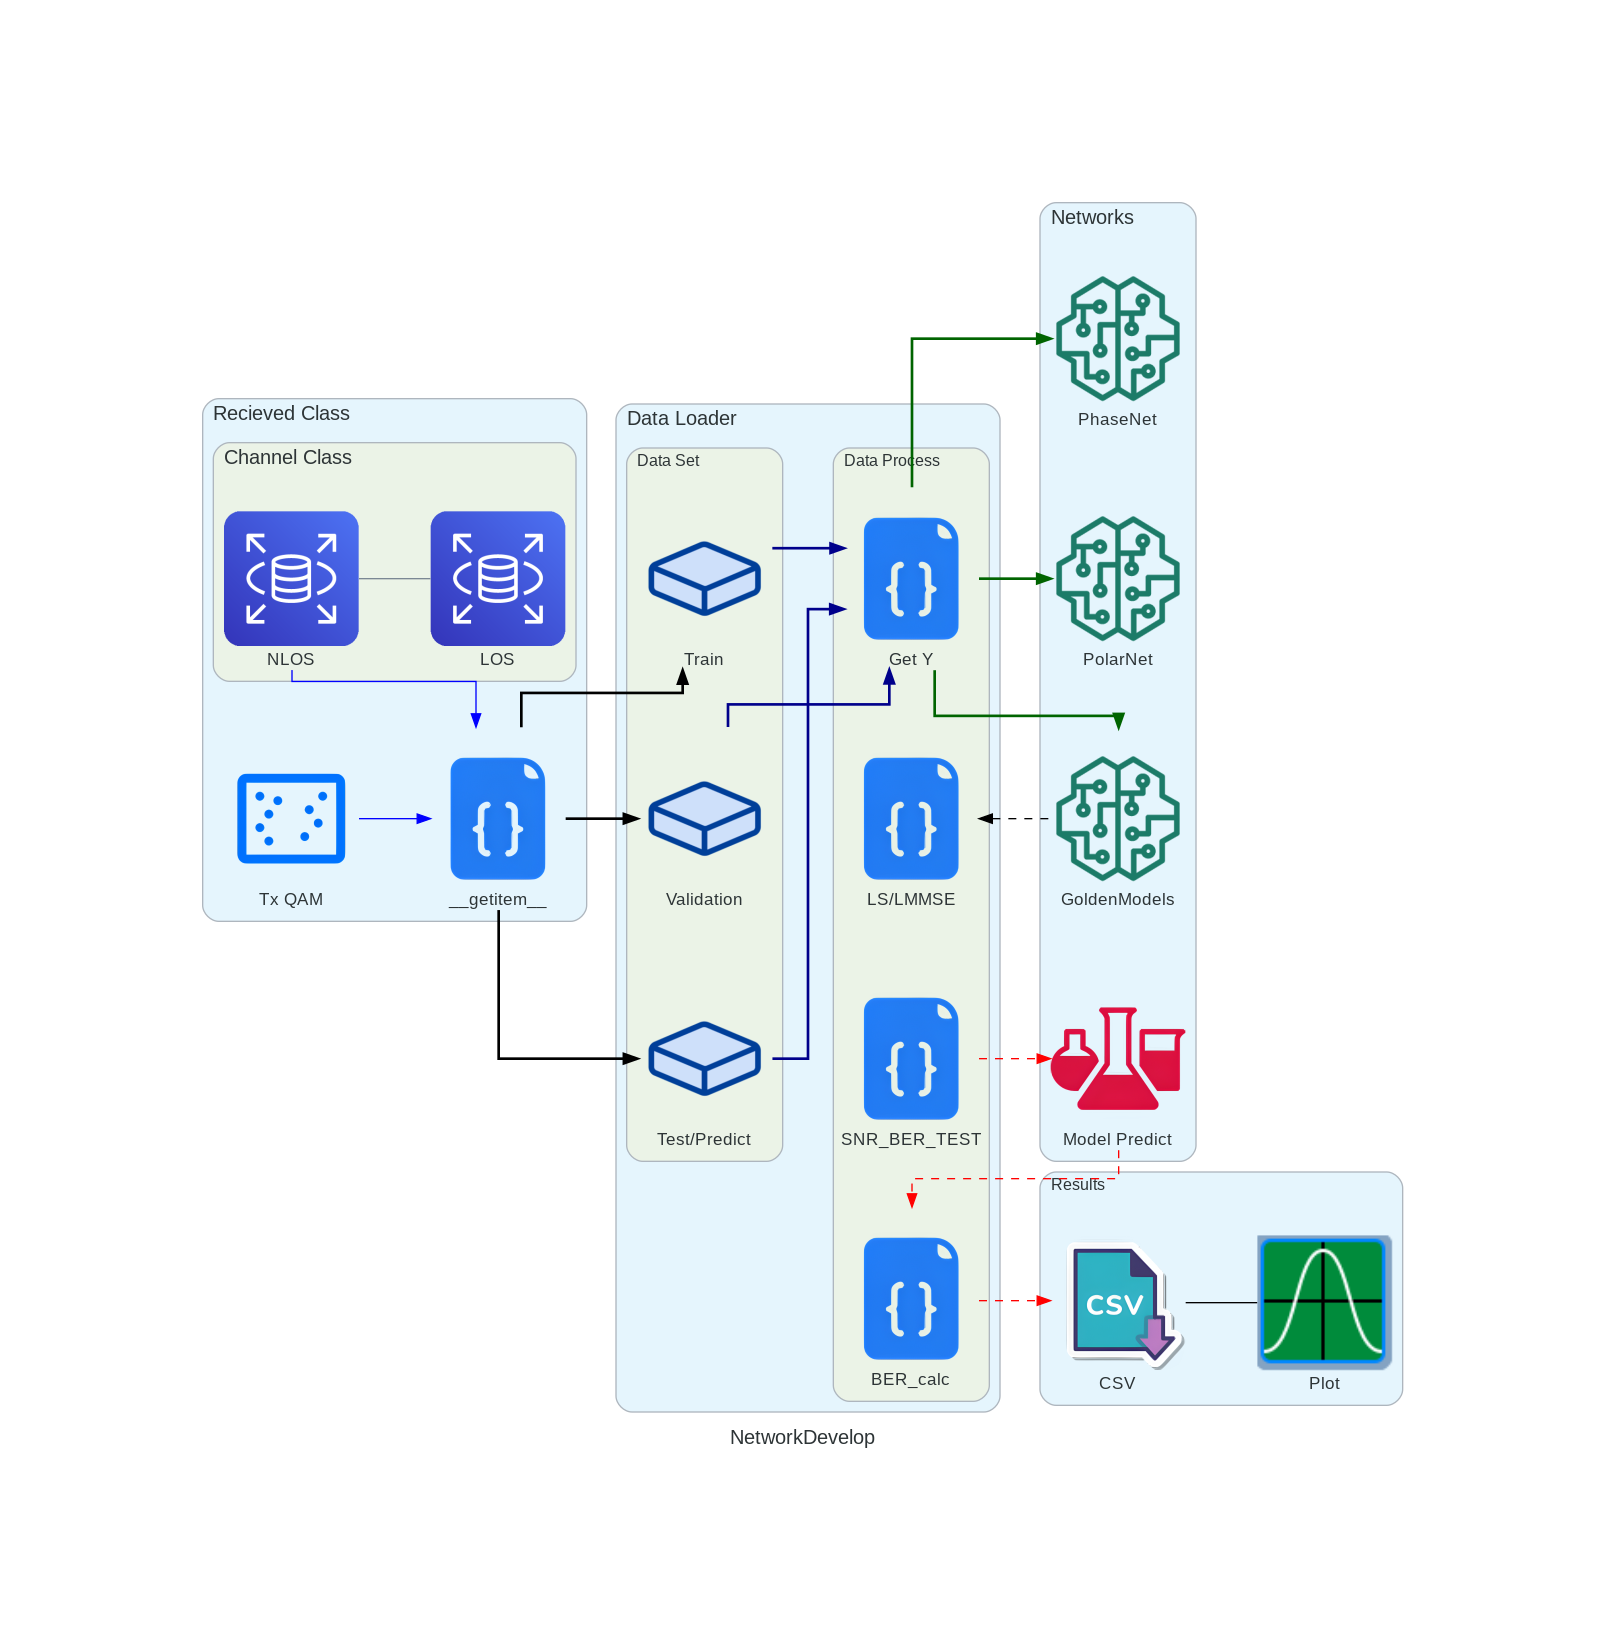 Networks
PhaseNet
Recieved Class
Data Loader
Channel Class
Data Set
Data Process
NLOS
LOS
Train
Get Y
PolarNet
Tx QAM
__getitem__
Validation
LS/LMMSE
GoldenModels
Test/Predict
SNR_BER_TEST
Model Predict
Results
CSV
BER_calc
CSV
Plot
NetworkDevelop